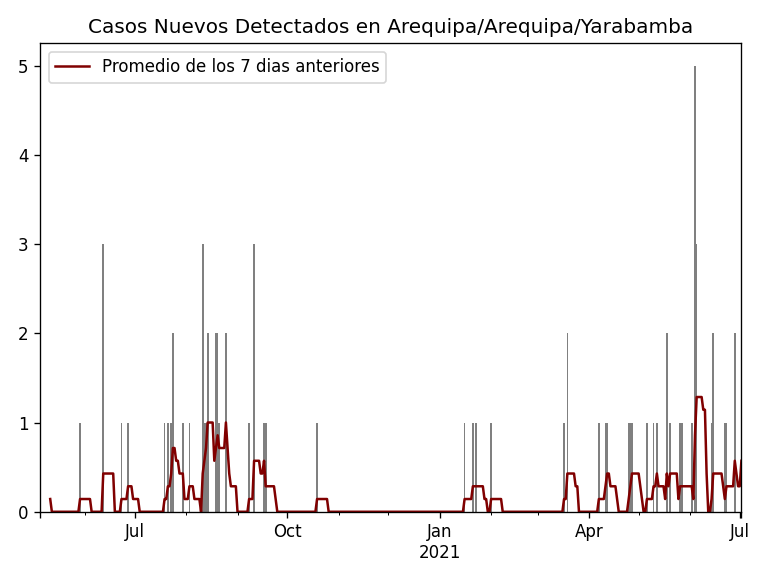 Casos Nuevos Detectados en Arequipa/Arequipa/Yarabamba
Promedio de los 7 dias anteriores
5
4
3
2
1
0
Jul Oct Jan Apr Jul
2021